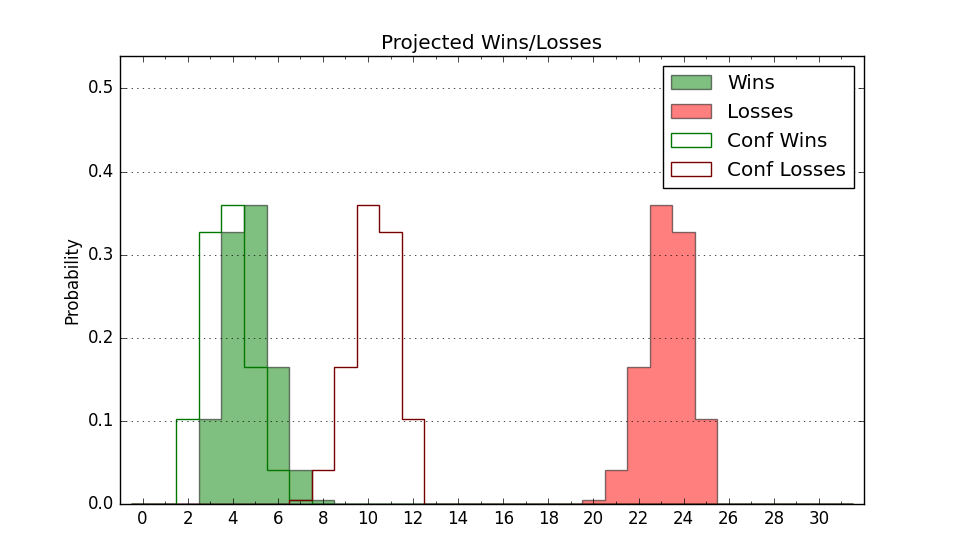 Projected Wins/Losses
Probability
0.5
0.4
0.3
0.2
0.1
0.0
0 2 4 6 8 10 12 14 16 18 20 22 24 26 28 30
Wins
Losses
Conf Wins
Conf Losses